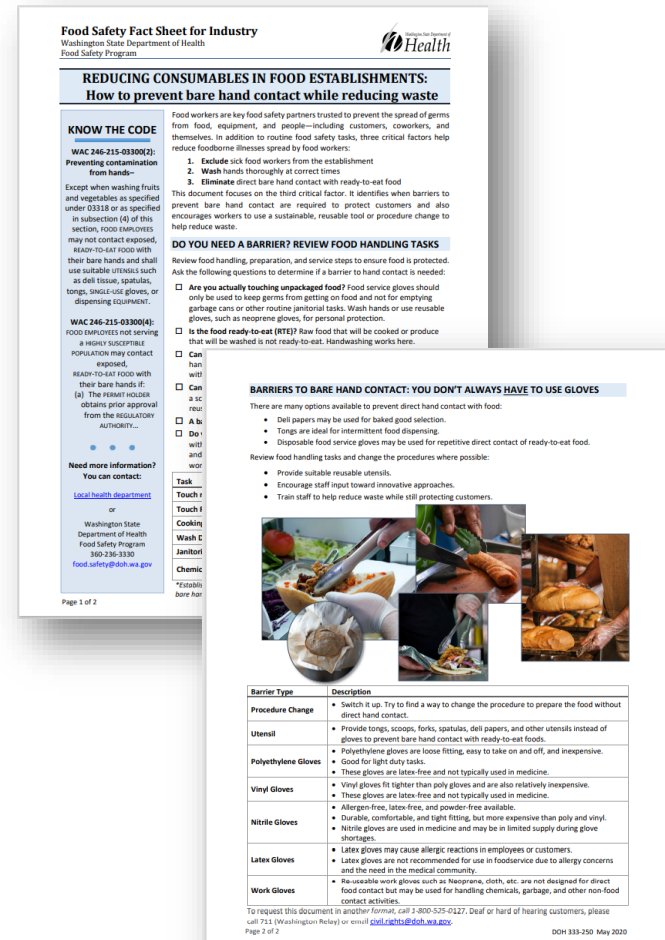 Food Safety Fact Sheet for Industry
Washington State Department of Health
Food Safety Program
Washington State Department of
Health
REDUCING CONSUMABLES IN FOOD ESTABLISHMENTS:
How to prevent bare hand contact while reducing waste
KNOW THE CODE
WAC 246-215-03300(2):
Preventing contamination
from hands–
Except when washing fruits
and vegetables as specified
under 03318 or as specified
in subsection (4) of this
section, FOOD EMPLOYEES
may not contact exposed,
READY-TO-EAT FOOD with
their bare hands and shall
use suitable UTENSILS such
as deli tissue, spatulas,
tongs, SINGLE-USE gloves, or
dispensing EQUIPMENT.
WAC 246-215-03300(4):
FOOD EMPLOYEES not serving
a HIGHLY SUSCEPTIBLE
POPULATION may contact
exposed,
READY-TO-EAT FOOD with
their bare hands if:
(a) The PERMIT HOLDER
obtains prior approval
from the REGULATORY
AUTHORITY...
Need more information?
You can contact:
Local health department
or
Washington State
Department of Health
Food Safety Program
360-236-3330
food.safety@doh.wa.gov
Page 1 of 2
Food workers are key food safety partners trusted to prevent the spread of germs
from food, equipment, and people—including customers, coworkers, and
themselves. In addition to routine food safety tasks, three critical factors help
reduce foodborne illnesses spread by food workers:
1. Exclude sick food workers from the establishment
2. Wash hands thoroughly at correct times
3. Eliminate direct bare hand contact with ready-to-eat food
This document focuses on the third critical factor. It identifies when barriers to
prevent bare hand contact are required to protect customers and also
encourages workers to use a sustainable, reusable tool or procedure change to
help reduce waste.
DO YOU NEED A BARRIER? REVIEW FOOD HANDLING TASKS
Review food handling, preparation, and service steps to ensure food is protected.
Ask the following questions to determine if a barrier to hand contact is needed:
Are you actually touching unpackaged food? Food service gloves should
only be used to keep germs from getting on food and not for emptying
garbage cans or other routine janitorial tasks. Wash hands or use reusable
gloves, such as neoprene gloves, for personal protection.
Is the food ready-to-eat (RTE)? Raw food that will be cooked or produce
that will be washed is not ready-to-eat. Handwashing works here.
Can
han
with
Can
a sc
reus
A ba
Do y
with
and
wor
Task
Touch r
Touch F
Cooking
Wash D
Janitori
Chemic
*Establis
bare han
BARRIERS TO BARE HAND CONTACT: YOU DON'T ALWAYS HAVE TO USE GLOVES
There are many options available to prevent direct hand contact with food:
• Deli papers may be used for baked good selection.
• Tongs are ideal for intermittent food dispensing.
• Disposable food service gloves may be used for repetitive direct contact of ready-to-eat food.
Review food handling tasks and change the procedures where possible:
• Provide suitable reusable utensils.
• Encourage staff input toward innovative approaches.
• Train staff to help reduce waste while still protecting customers.
Barrier Type Description
Procedure Change • Switch it up. Try to find a way to change the procedure to prepare the food without
direct hand contact.
Utensil • Provide tongs, scoops, forks, spatulas, deli papers, and other utensils instead of
gloves to prevent bare hand contact with ready-to-eat foods.
Polyethylene Gloves • Polyethylene gloves are loose fitting, easy to take on and off, and inexpensive.
• Good for light duty tasks.
• These gloves are latex-free and not typically used in medicine.
Vinyl Gloves • Vinyl gloves fit tighter than poly gloves and are also relatively inexpensive.
• These gloves are latex-free and not typically used in medicine.
Nitrile Gloves • Allergen-free, latex-free, and powder-free available.
• Durable, comfortable, and tight fitting, but more expensive than poly and vinyl.
• Nitrile gloves are used in medicine and may be in limited supply during glove
shortages.
Latex Gloves • Latex gloves may cause allergic reactions in employees or customers.
• Latex gloves are not recommended for use in foodservice due to allergy concerns
and the need in the medical community.
Work Gloves • Re-useable work gloves such as Neoprene, cloth, etc. are not designed for direct
food contact but may be used for handling chemicals, garbage, and other non-food
contact activities.
To request this document in another format, call 1-800-525-0127. Deaf or hard of hearing customers, please
call 711 (Washington Relay) or email civil.rights@doh.wa.gov.
Page 2 of 2
DOH 333-250 May 2020